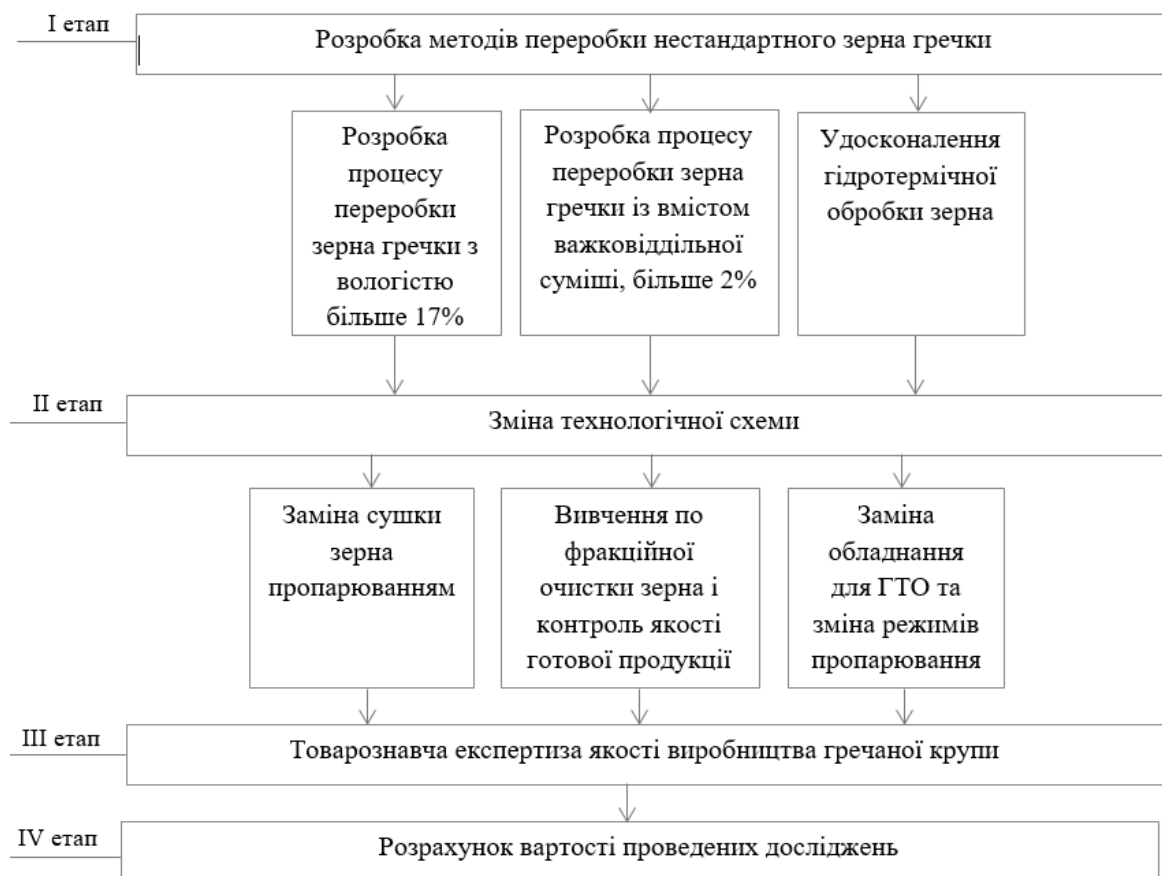 І етап
Розробка методів переробки нестандартного зерна гречки
Розробка
процесу
переробки
зерна гречки з
вологістю
більше 17%
Розробка процесу
переробки зерна
гречки із вмістом
важковіддільної
суміші, більше 2%
Удосконалення
гідротермічної
обробки зерна
ІІ етап
Зміна технологічної схеми
Заміна сушки
зерна
пропарюванням
Вивчення по
фракційної
очистки зерна і
контроль якості
готової продукції
Заміна
обладнання
для ГТО та
зміна режимів
пропарювання
ІІІ етап
Товарознавча експертиза якості виробництва гречаної крупи
IV етап
Розрахунок вартості проведених досліджень